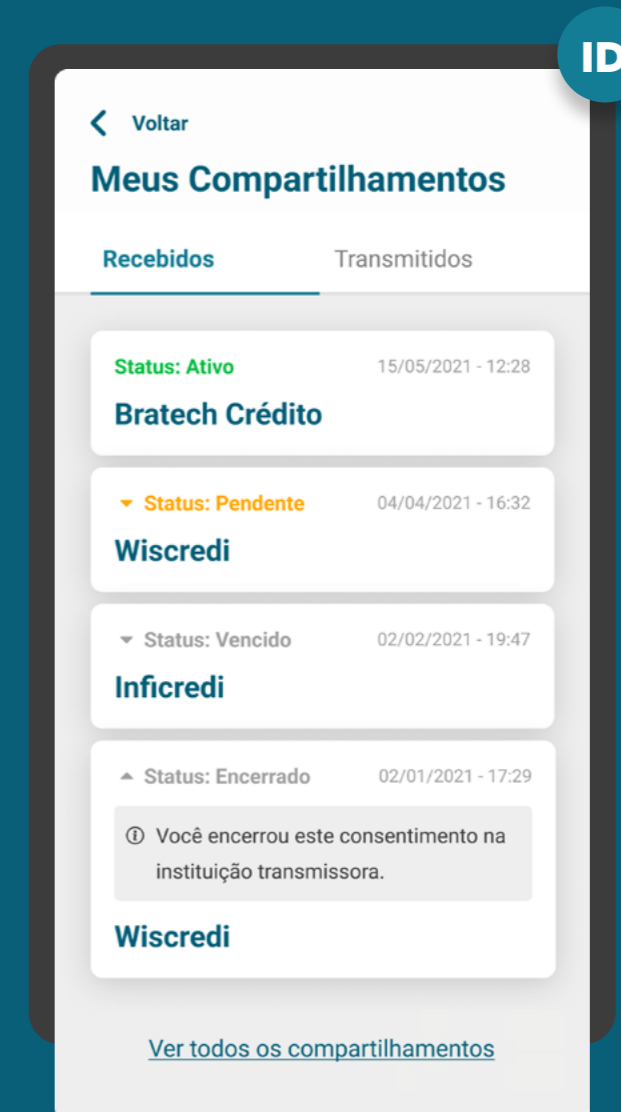 ID
Voltar
Meus Compartilhamentos
Recebidos Transmitidos
Status: Ativo 15/05/2021 - 12:28
Bratech Crédito
Status: Pendente 04/04/2021 - 16:32
Wiscredi
Status: Vencido 02/02/2021 - 19:47
Inficredi
Status: Encerrado 02/01/2021 - 17:29
Você encerrou este consentimento na
instituição transmissora.
Wiscredi
Ver todos os compartilhamentos